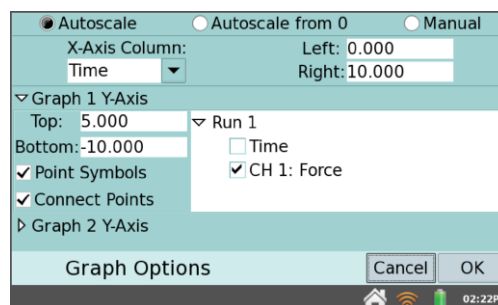 Autoscale Autoscale from 0 Manual
X-Axis Column: Left: 0.000
Time Right: 10.000
Graph 1 Y-Axis
Top: 5.000 Run 1
Bottom: -10.000 Time
Point Symbols CH 1: Force
Connect Points
Graph 2 Y-Axis
Graph Options Cancel OK